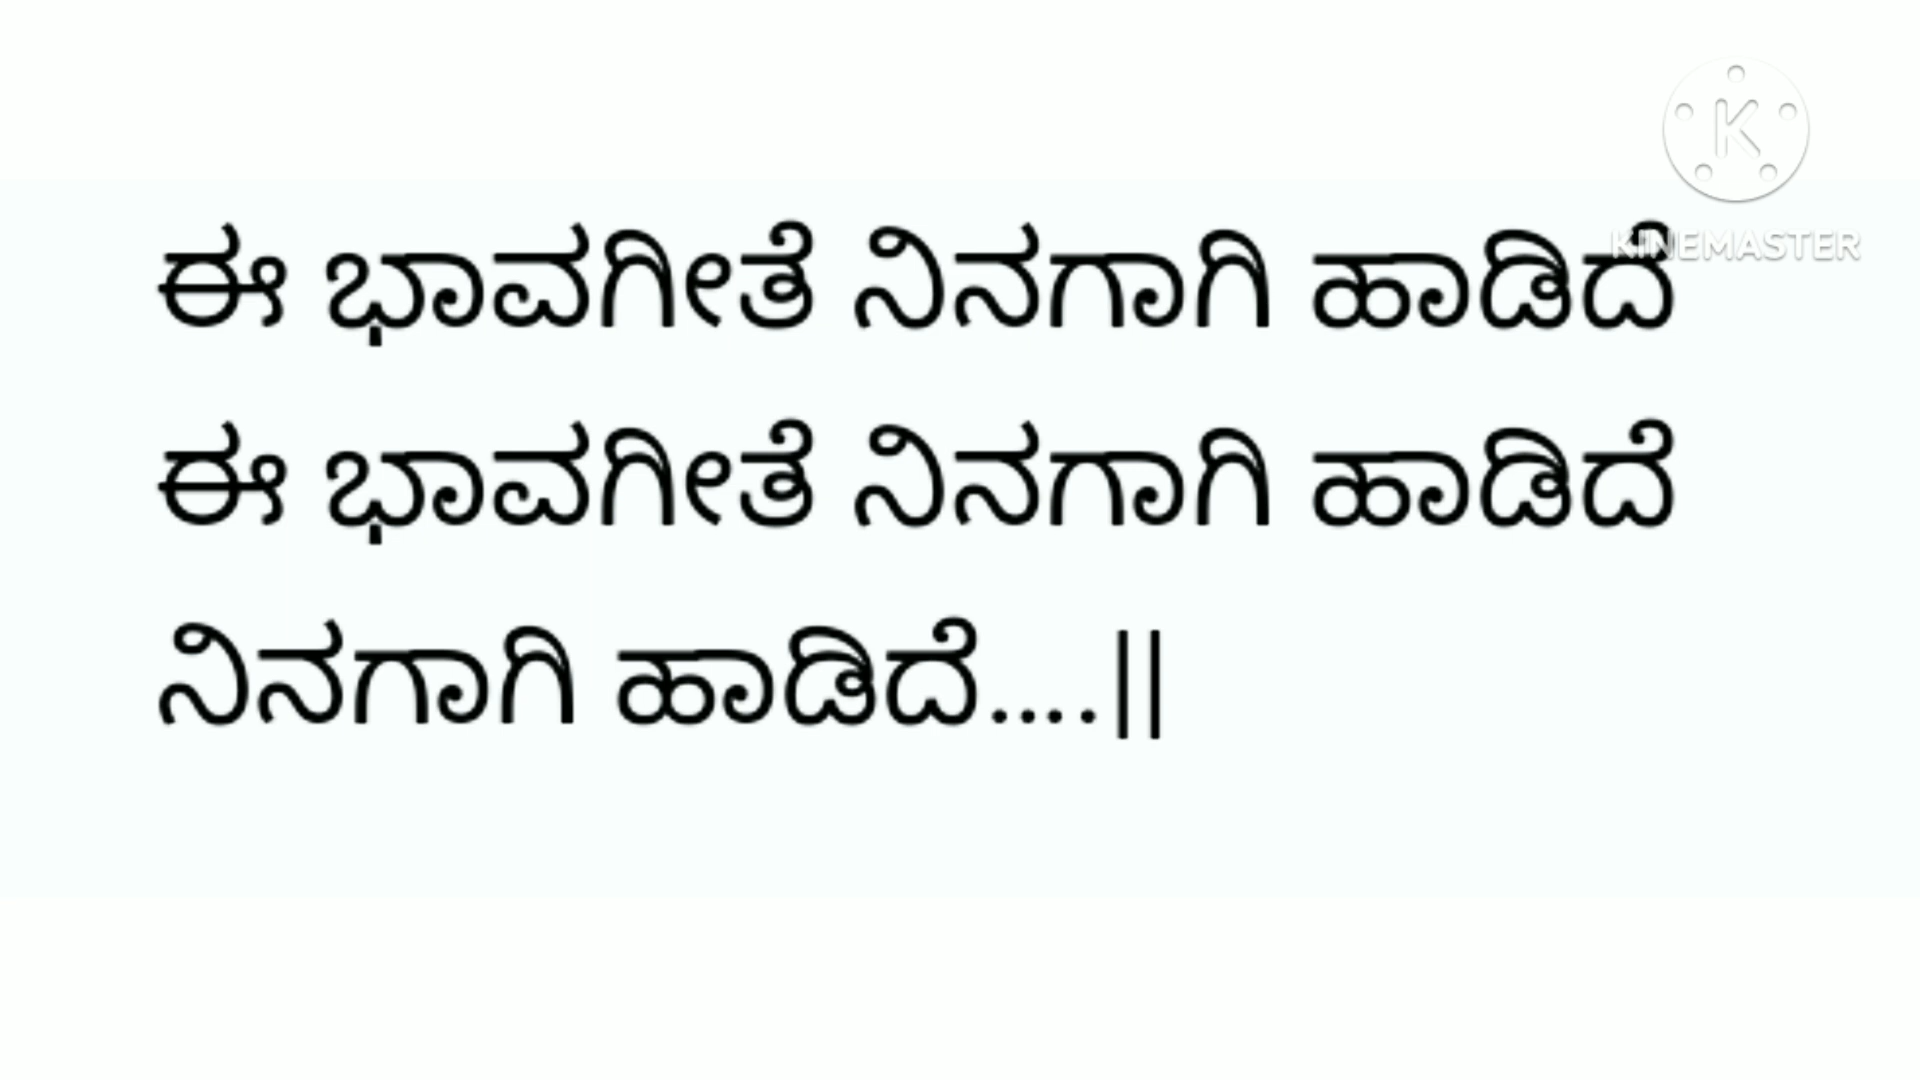 ಈ ಭಾವಗೀತೆ ನಿನಗಾಗಿ ಹಾಡಿದೆ
KINEMASTER
ಈ ಭಾವಗೀತೆ ನಿನಗಾಗಿ ಹಾಡಿದೆ
ನಿನಗಾಗಿ ಹಾಡಿದೆ....||